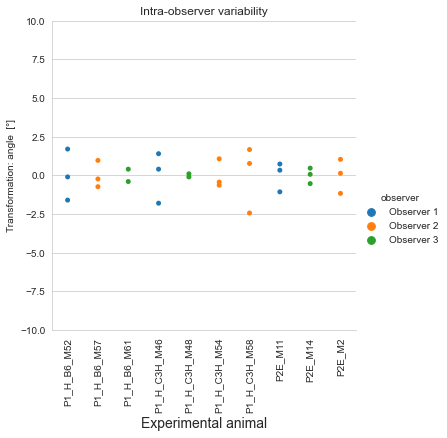 Intra-observer variability
10.0
7.5
5.0
2.5
0.0
−2.5
−5.0
−7.5
−10.0
Transformation: angle [°]
P1_H_B6_M52
P1_H_B6_M57
P1_H_B6_M61
P1_H_C3H_M46
P1_H_C3H_M48
P1_H_C3H_M54
P1_H_C3H_M58
P2E_M11
P2E_M14
P2E_M2
Experimental animal
observer
Observer 1
Observer 2
Observer 3